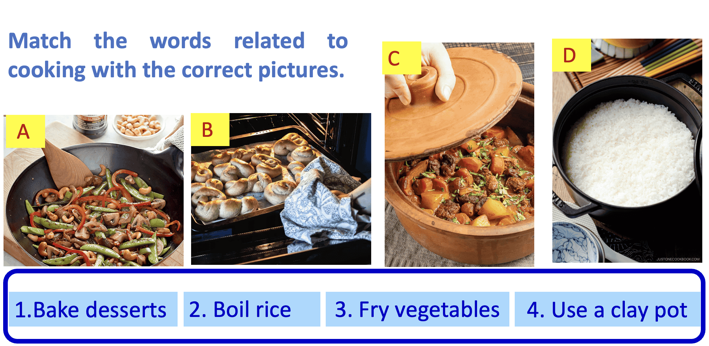 Match the words related to
cooking with the correct pictures.
A
B
C
D
1.Bake desserts
2. Boil rice
3. Fry vegetables
4. Use a clay pot